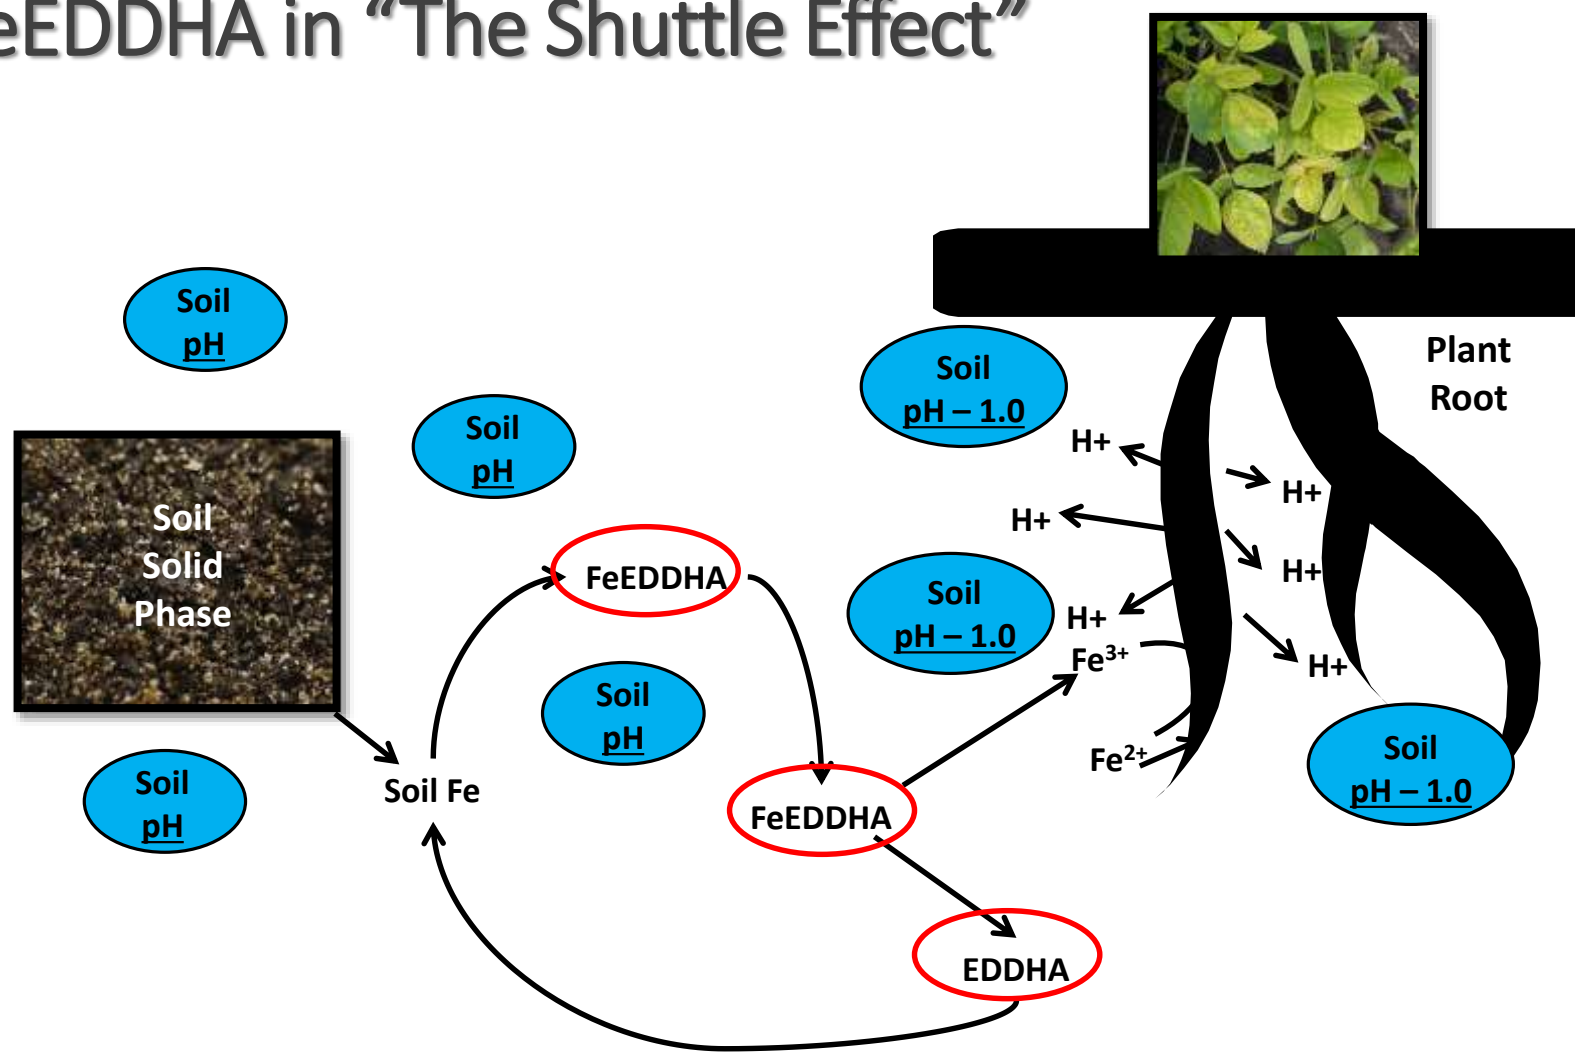 eEDDHA in “The Shuttle Effect”
Plant
Root
Soil
pH
Soil
pH – 1.0
Soil
pH
H+
H+
H+
Soil
Solid
Phase
FeEDDHA
H+
Soil
pH – 1.0
H+
Fe³⁺
H+
Soil
pH
Soil
pH
Soil Fe
Fe²⁺
Soil
pH – 1.0
FeEDDHA
EDDHA